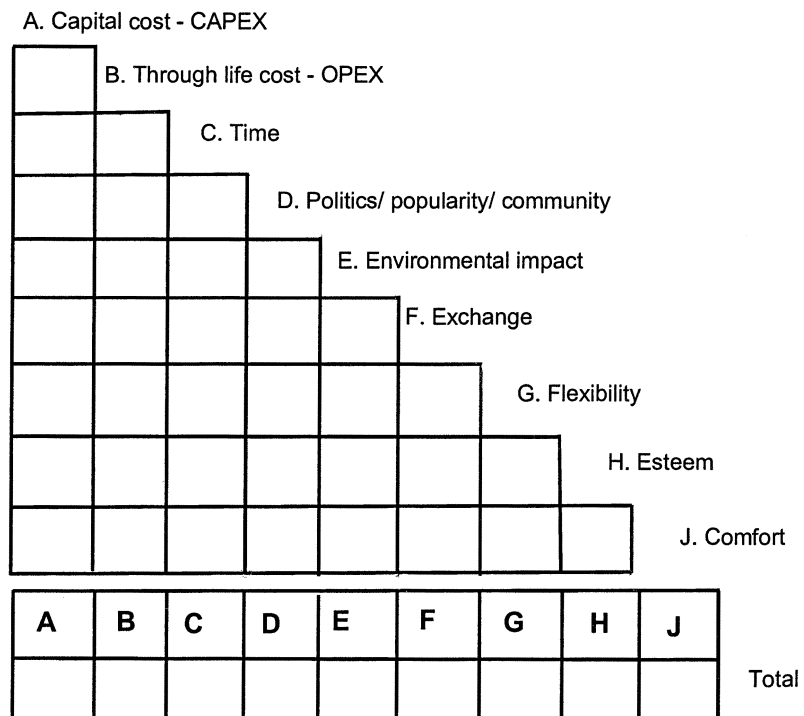 A. Capital cost - CAPEX
B. Through life cost - OPEX
C. Time
D. Politics/ popularity/ community
E. Environmental impact
F. Exchange
G. Flexibility
H. Esteem
J. Comfort
A B C D E F G H J
Total